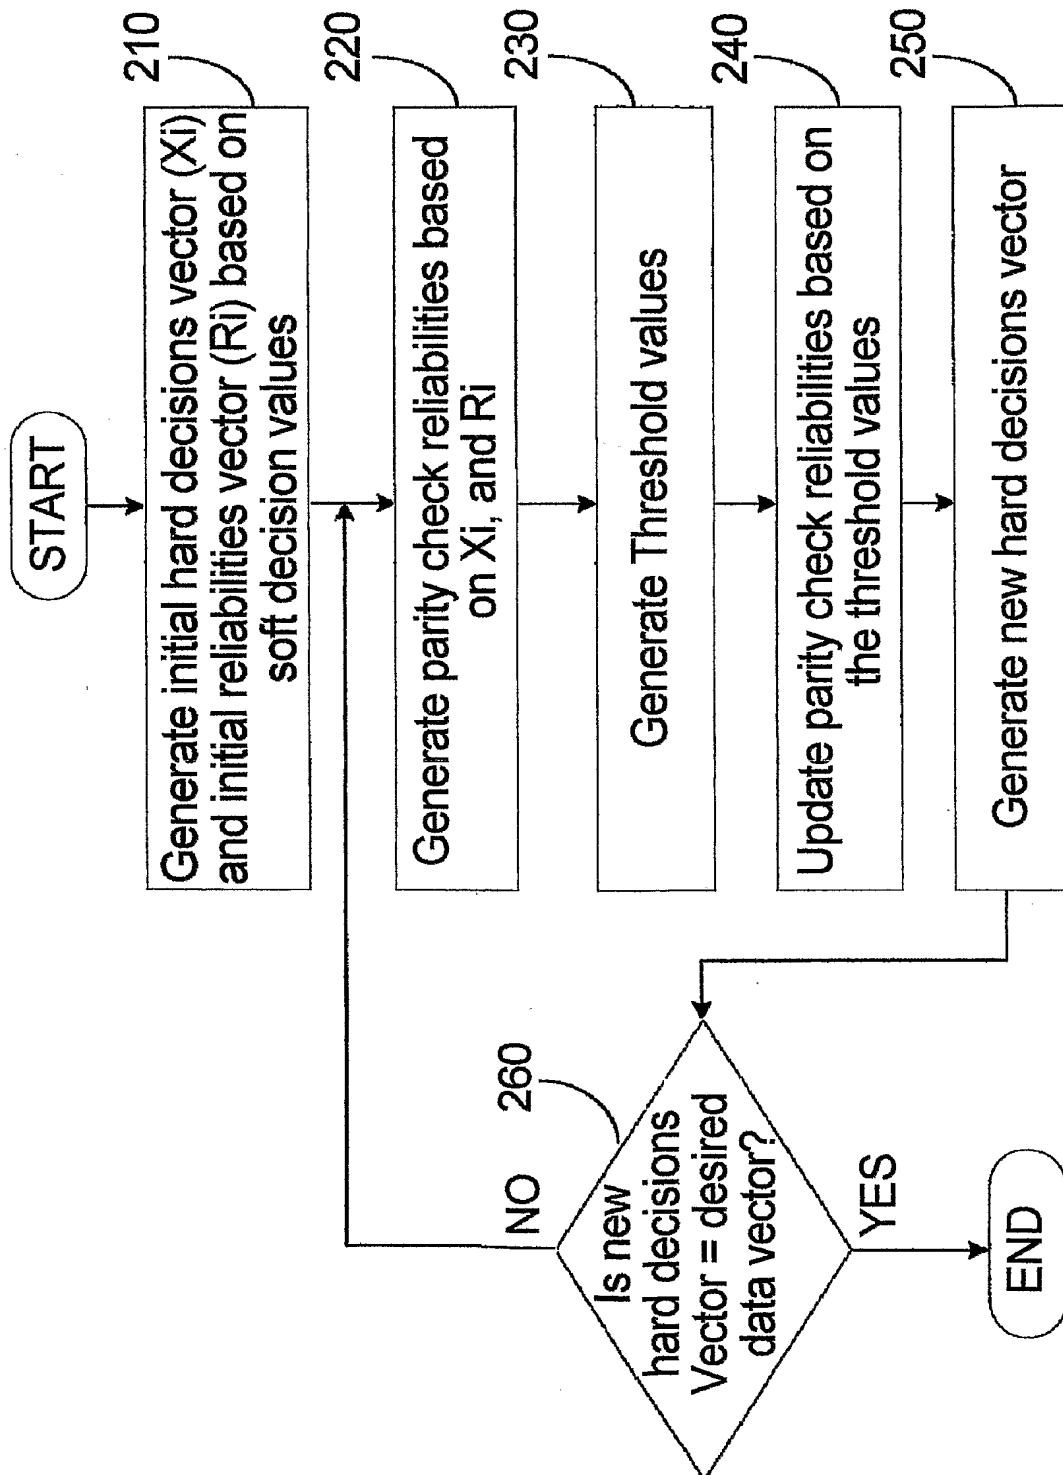 START
210
Generate initial hard decisions vector (Xi)
and initial reliabilities vector (Ri) based on
soft decision values
220
Generate parity check reliabilities based
on Xi, and Ri
230
Generate Threshold values
240
Update parity check reliabilities based on
the threshold values
250
Generate new hard decisions vector
260
Is new
hard decisions
Vector = desired
data vector?
NO
YES
END